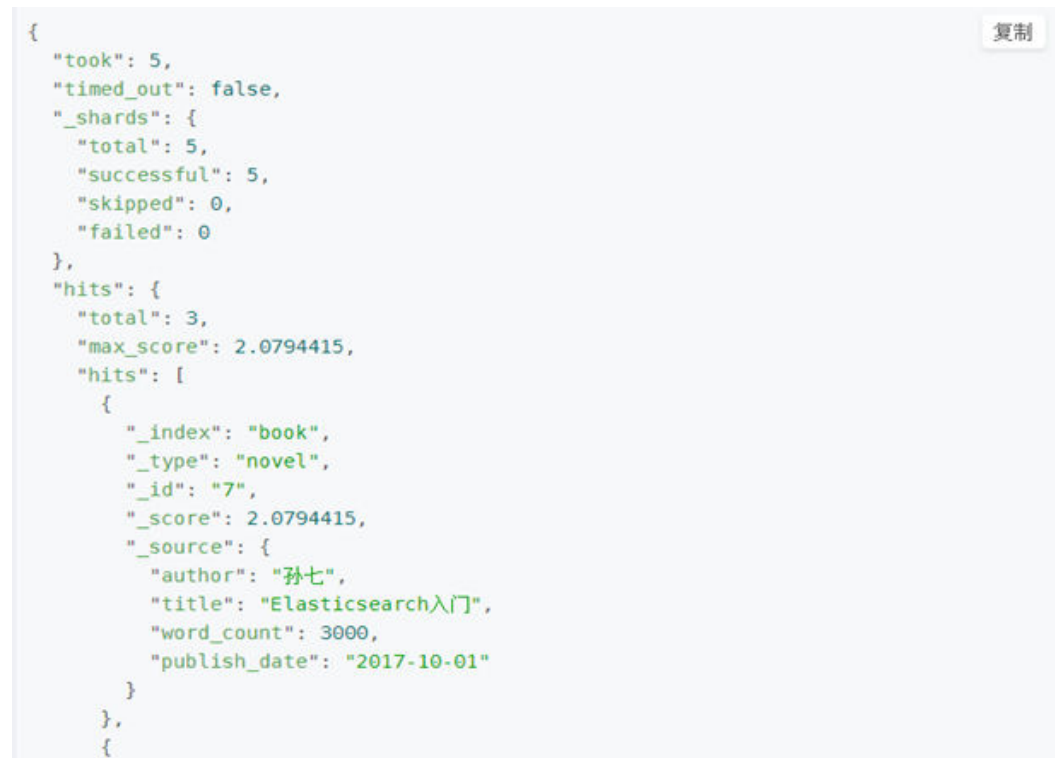 {
复制
"took": 5,
"timed_out": false,
"_shards": {
"total": 5,
"successful": 5,
"skipped": 0,
"failed": 0
},
"hits": {
"total": 3,
"max_score": 2.0794415,
"hits": [
{
"_index": "book",
"_type": "novel",
"_id": "7",
"_score": 2.0794415,
"_source": {
"author": "孙七",
"title": "Elasticsearch入门",
"word_count": 3000,
"publish_date": "2017-10-01"
}
},
{